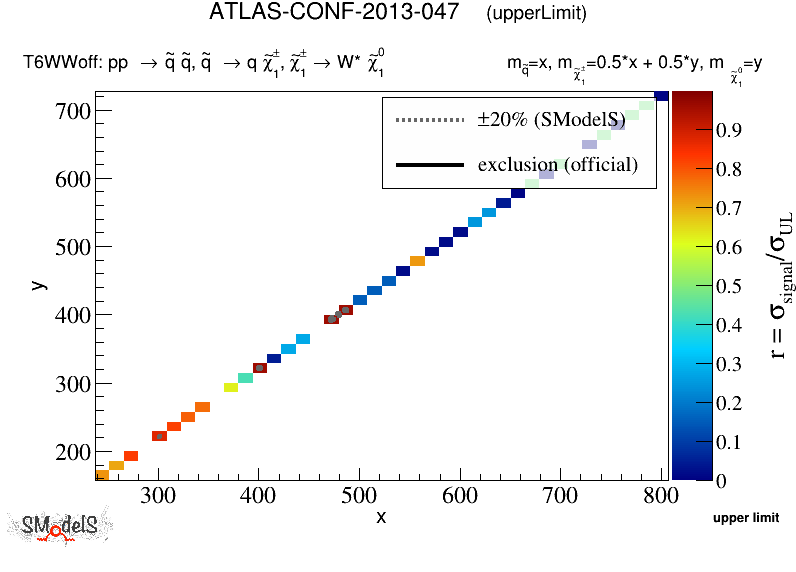 ATLAS-CONF-2013-047 (upperLimit)
T6WWoff: pp → q̃ q̃, q̃ → q χ̃₁±, χ̃₁± → W* χ̃₁⁰
m_q̃=x, m_χ̃₁±=0.5*x + 0.5*y, m_χ̃₁⁰=y
±20% (SModelS)
exclusion (official)
700
600
500
400
300
200
y
300 400 500 600 700 800
x
0.9
0.8
0.7
0.6
0.5
0.4
0.3
0.2
0.1
0
r = σ_signal/σ_UL
upper limit
SModelS